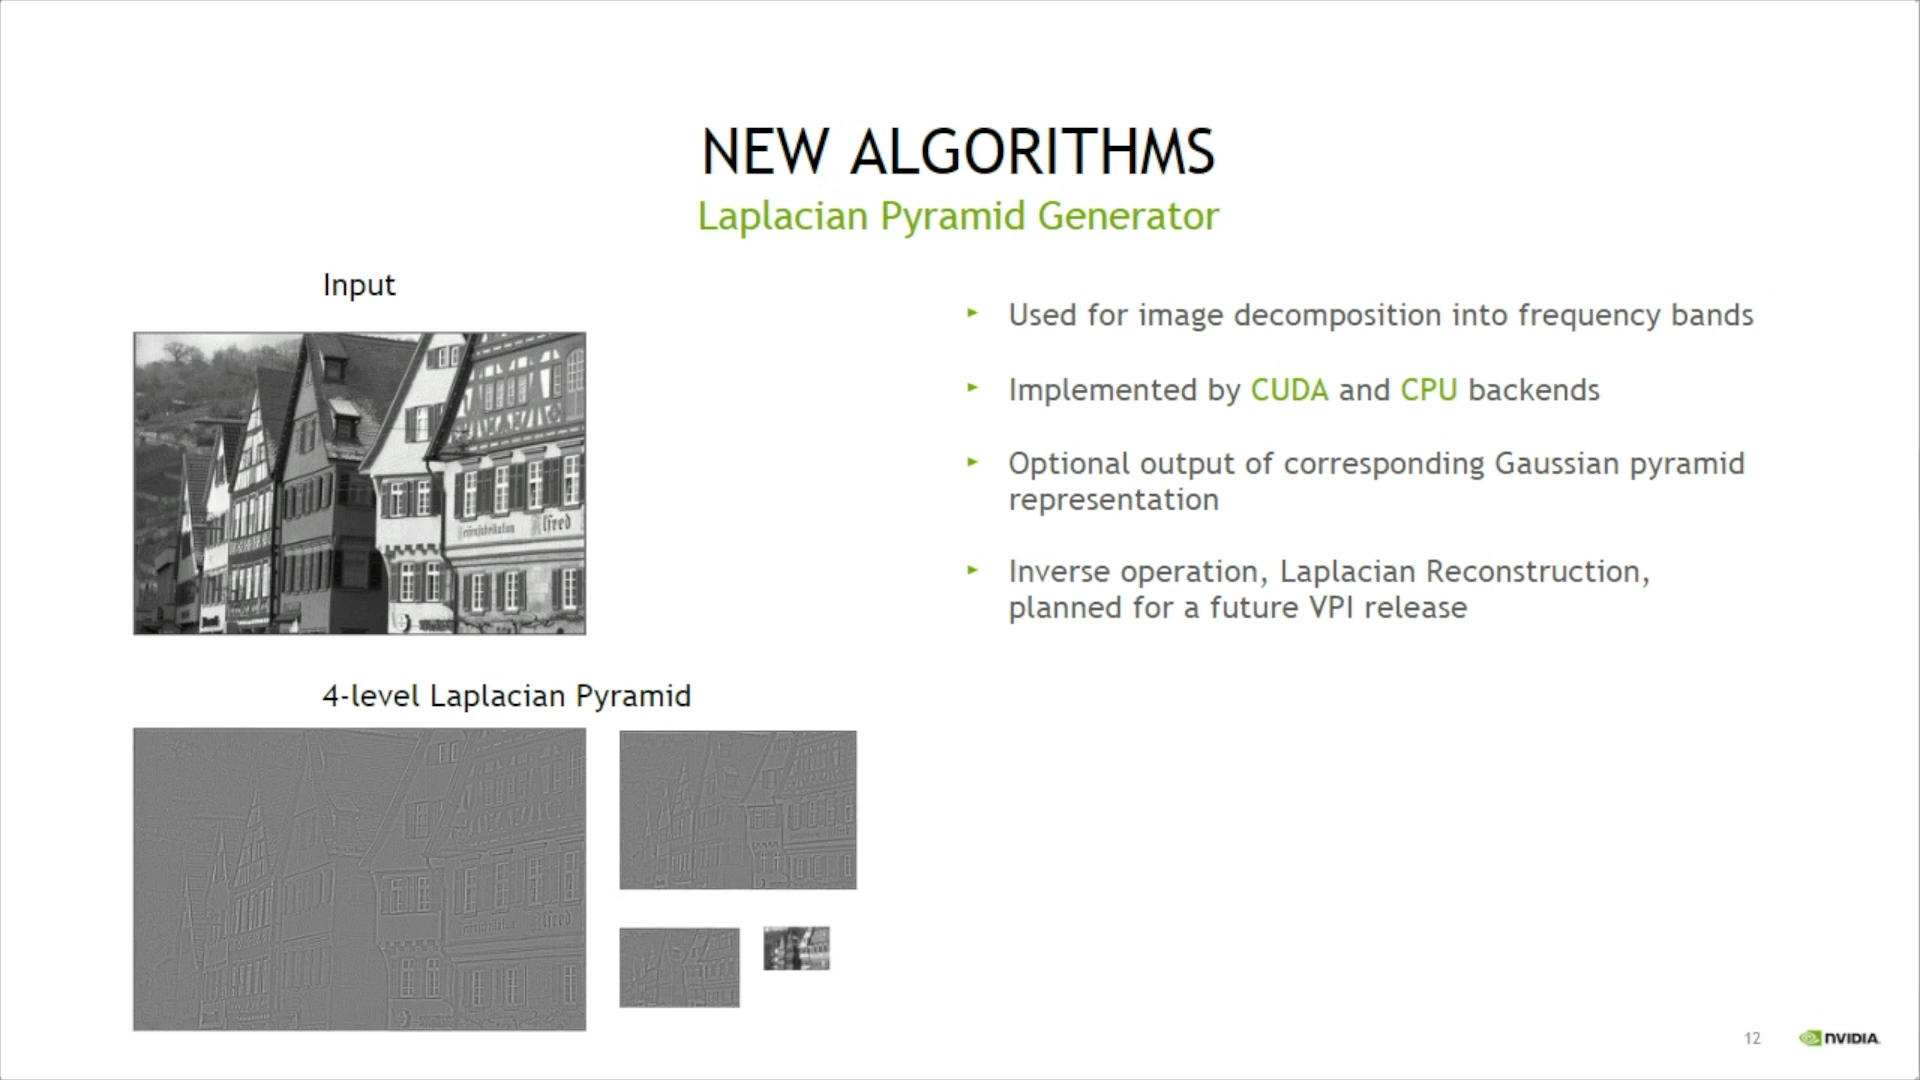 NEW ALGORITHMS
Laplacian Pyramid Generator
Input
Alfred
4-level Laplacian Pyramid
Used for image decomposition into frequency bands
Implemented by CUDA and CPU backends
Optional output of corresponding Gaussian pyramid
representation
Inverse operation, Laplacian Reconstruction,
planned for a future VPI release
12
NVIDIA